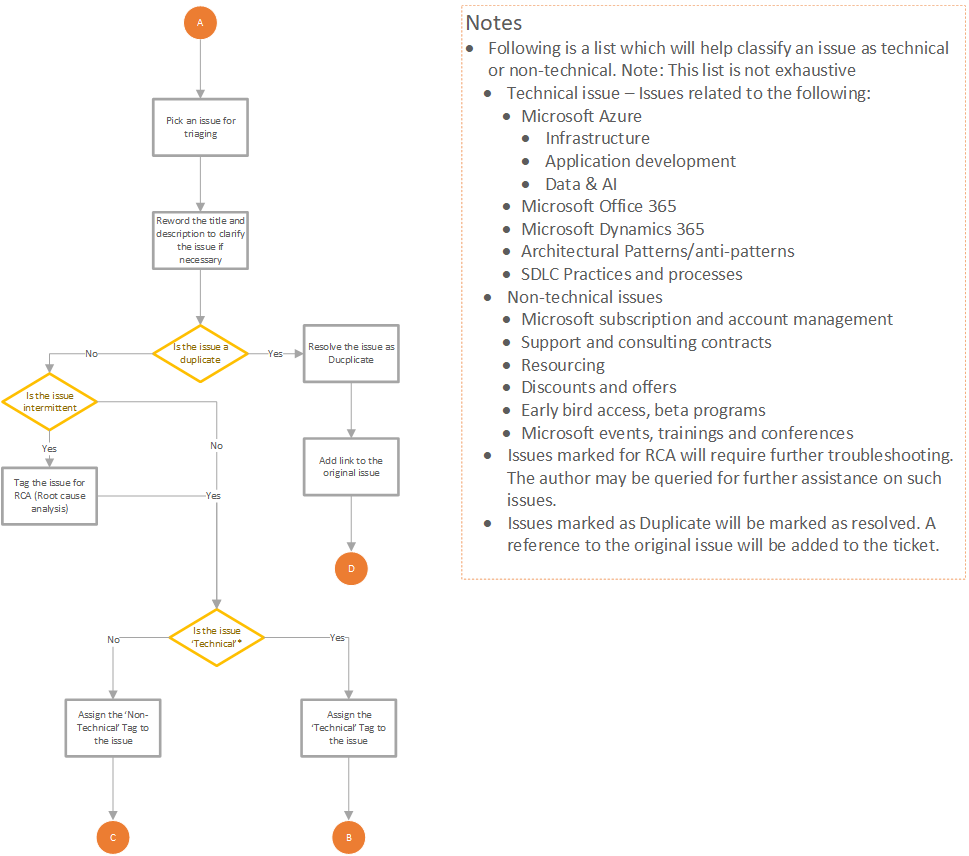 A
Pick an issue for
triaging
Reword the title and
description to clarify
the issue if
necessary
Is the issue a
duplicate
No
Yes
Resolve the issue as
Ducplicate
Is the issue
intermittent
No
Yes
Add link to the
original issue
Tag the issue for
RCA (Root cause
analysis)
Yes
D
Is the issue
'Technical'*
No
Yes
Assign the 'Non-
Technical' Tag to
the issue
Assign the
'Technical' Tag to
the issue
C
B
Notes
• Following is a list which will help classify an issue as technical
or non-technical. Note: This list is not exhaustive
• Technical issue – Issues related to the following:
• Microsoft Azure
• Infrastructure
• Application development
• Data & AI
• Microsoft Office 365
• Microsoft Dynamics 365
• Architectural Patterns/anti-patterns
• SDLC Practices and processes
• Non-technical issues
• Microsoft subscription and account management
• Support and consulting contracts
• Resourcing
• Discounts and offers
• Early bird access, beta programs
• Microsoft events, trainings and conferences
• Issues marked for RCA will require further troubleshooting.
The author may be queried for further assistance on such
issues.
• Issues marked as Duplicate will be marked as resolved. A
reference to the original issue will be added to the ticket.